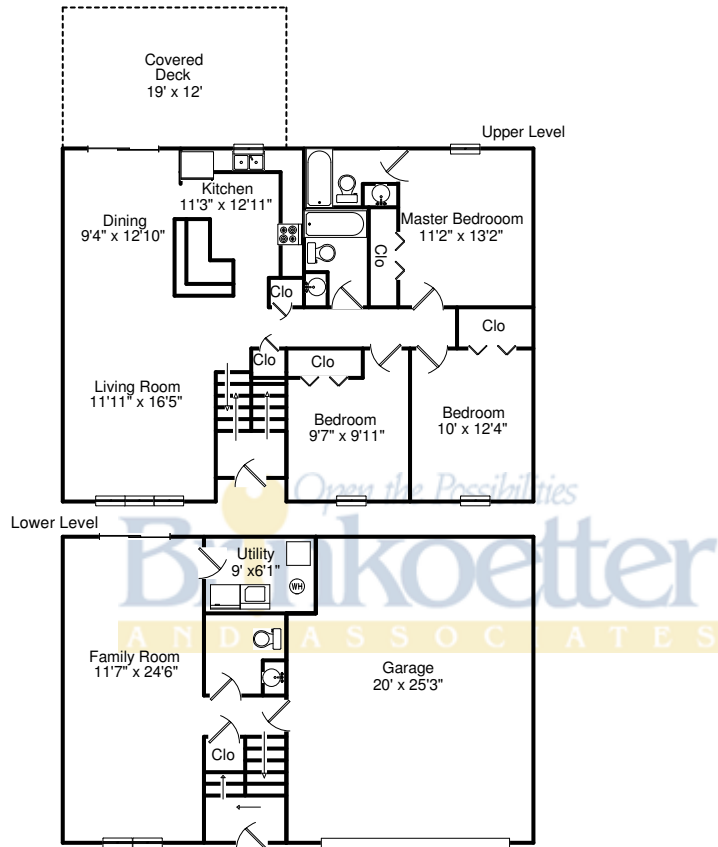 Covered
Deck
19' x 12'
Upper Level
Kitchen
11'3" x 12'11"
Dining
9'4" x 12'10"
Master Bedrooom
11'2" x 13'2"
Clo
Clo
Clo
Clo
Clo
Living Room
11'11" x 16'5"
Bedroom
9'7" x 9'11"
Bedroom
10' x 12'4"
Open the Possibilities
Lower Level
Brinkoetter
AND ASSOCIATES
Utility
9' x6'1"
WH
Family Room
11'7" x 24'6"
Garage
20' x 25'3"
Clo